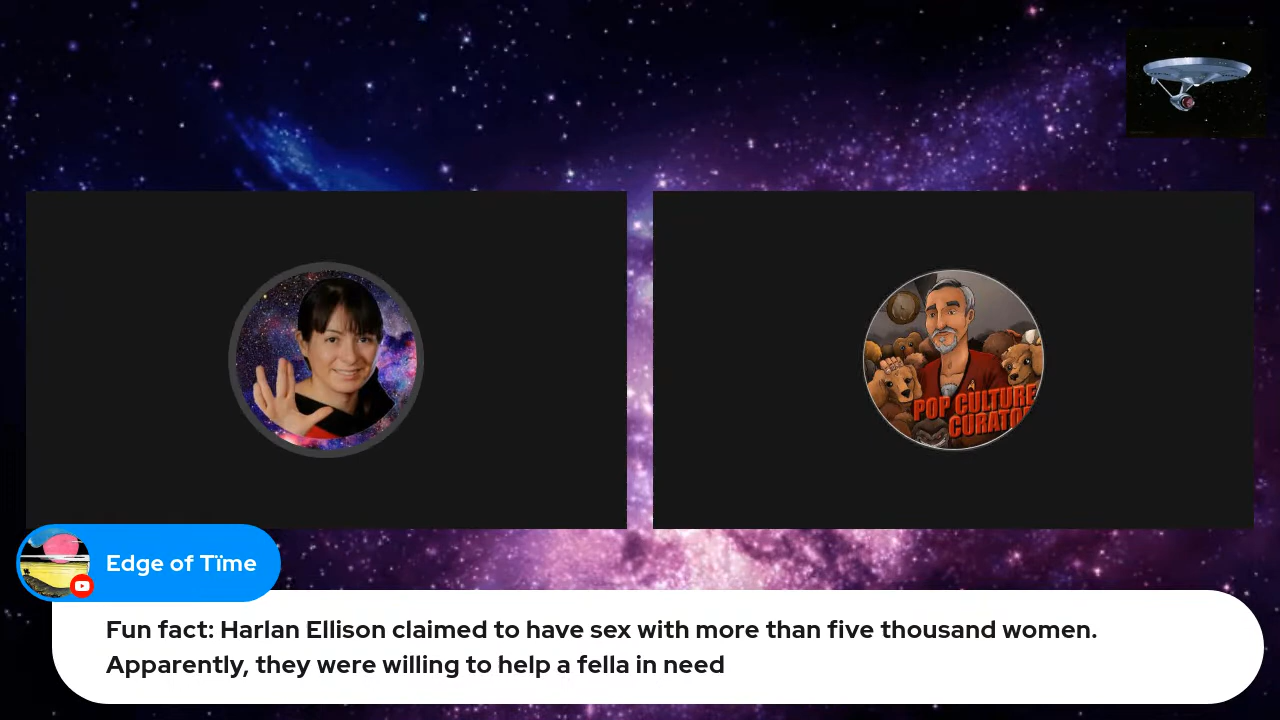 POP CULTURE
Edge of Tïme
Fun fact: Harlan Ellison claimed to have sex with more than five thousand women.
Apparently, they were willing to help a fella in need